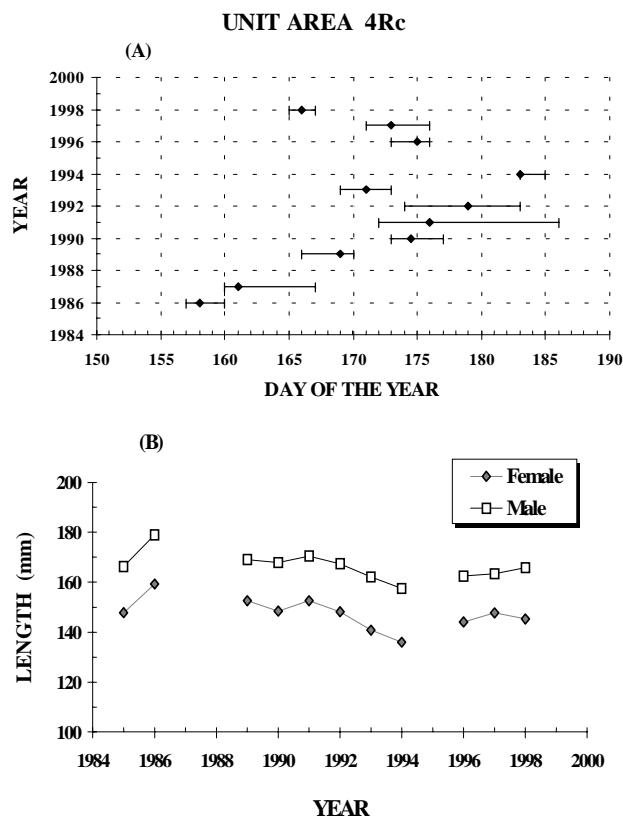 UNIT AREA 4Rc
(A)
2000
1998
1996
1994
1992
1990
1988
1986
1984
YEAR
150 155 160 165 170 175 180 185 190
DAY OF THE YEAR
(B)
Female
Male
200
180
160
140
120
100
LENGTH (mm)
1984 1986 1988 1990 1992 1994 1996 1998 2000
YEAR